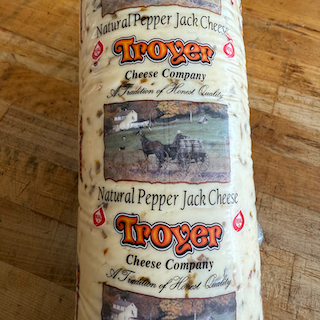 Natural Pepper Jack Cheese
Troyer
Cheese Company
A Tradition of Honest Quality
Natural Pepper Jack Cheese
Troyer
Cheese Company
A Tradition of Honest Quality